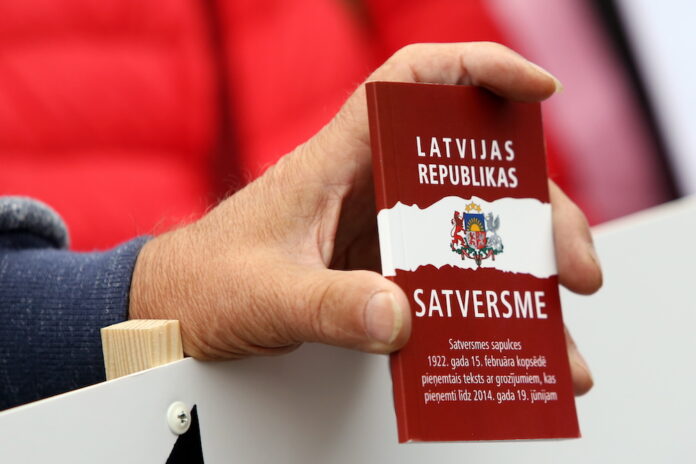 LATVIJAS
REPUBLIKAS
SATVERSME
Satversmes sapulces
1922. gada 15. februāra kopsēdē
pieņemtais teksts ar grozījumiem, kas
pieņemti līdz 2014. gada 19. jūnijam